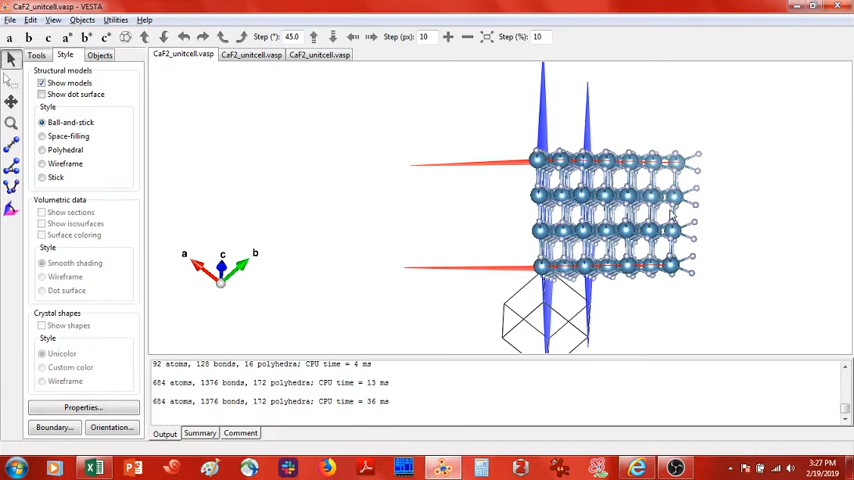 CaF2_unitcell.vasp - VESTA
File Edit View Objects Utilities Help
a b c a* b* c* Step (°): 45.0 Step (px): 10 Step (%): 10
Tools Style Objects
CaF2_unitcell.vasp CaF2_unitcell.vasp CaF2_unitcell.vasp
Structural models
Show models
Show dot surface
Style
Ball-and-stick
Space-filling
Polyhedral
Wireframe
Stick
Volumetric data
Show sections
Show isosurfaces
Surface coloring
Style
Smooth shading
Wireframe
Dot surface
Crystal shapes
Show shapes
Style
Unicolor
Custom color
Wireframe
Properties...
Boundary... Orientation...
a c b
92 atoms, 128 bonds, 16 polyhedra; CPU time = 4 ms
684 atoms, 1376 bonds, 172 polyhedra; CPU time = 13 ms
684 atoms, 1376 bonds, 172 polyhedra; CPU time = 36 ms
Output Summary Comment
3:27 PM
2/19/2019